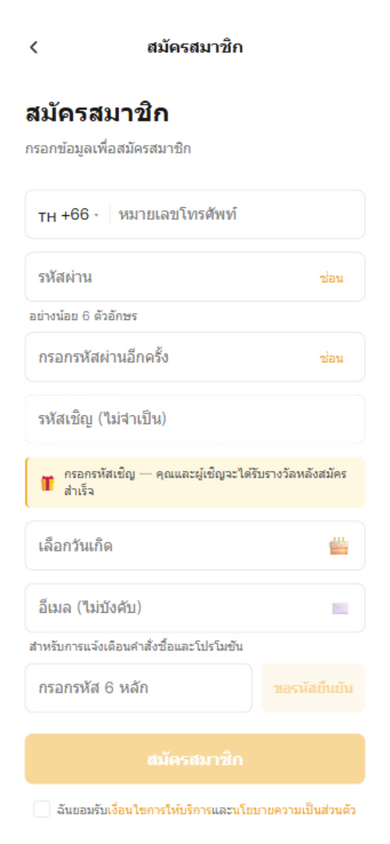 สมัครสมาชิก
สมัครสมาชิก
กรอกข้อมูลเพื่อสมัครสมาชิก
TH +66 หมายเลขโทรศัพท์
รหัสผ่าน ซ่อน
อย่างน้อย 6 ตัวอักษร
กรอกรหัสผ่านอีกครั้ง ซ่อน
รหัสเชิญ (ไม่จำเป็น)
กรอกรหัสเชิญ — คุณและผู้เชิญจะได้รับรางวัลหลังสมัคร
สำเร็จ
เลือกวันเกิด
อีเมล (ไม่บังคับ)
สำหรับการแจ้งเตือนคำสั่งซื้อและโปรโมชัน
กรอกรหัส 6 หลัก ขอรหัสยืนยัน
สมัครสมาชิก
ฉันยอมรับเงื่อนไขการให้บริการและนโยบายความเป็นส่วนตัว